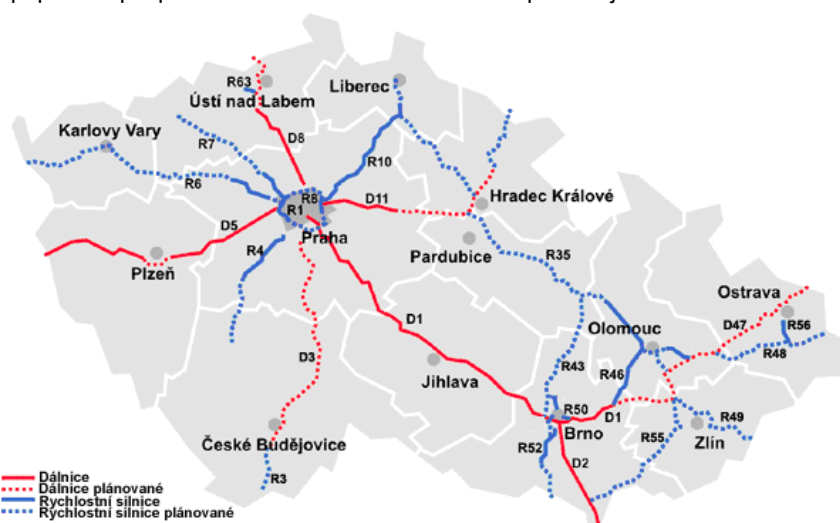 R63
Ústí nad Labem
Liberec
Karlovy Vary
R7
D8
R10
R6
R8
D11
Hradec Králové
R1
D5
R4
Praha
Pardubice
R35
Plzeň
Ostrava
D1
Olomouc
D47
R56
R48
D3
R43
R46
Jihlava
R50
D1
R49
České Budějovice
R52
Brno
R55
Zlín
D2
R3
Dálnice
Dálnice plánované
Rychlostní silnice
Rychlostní silnice plánované